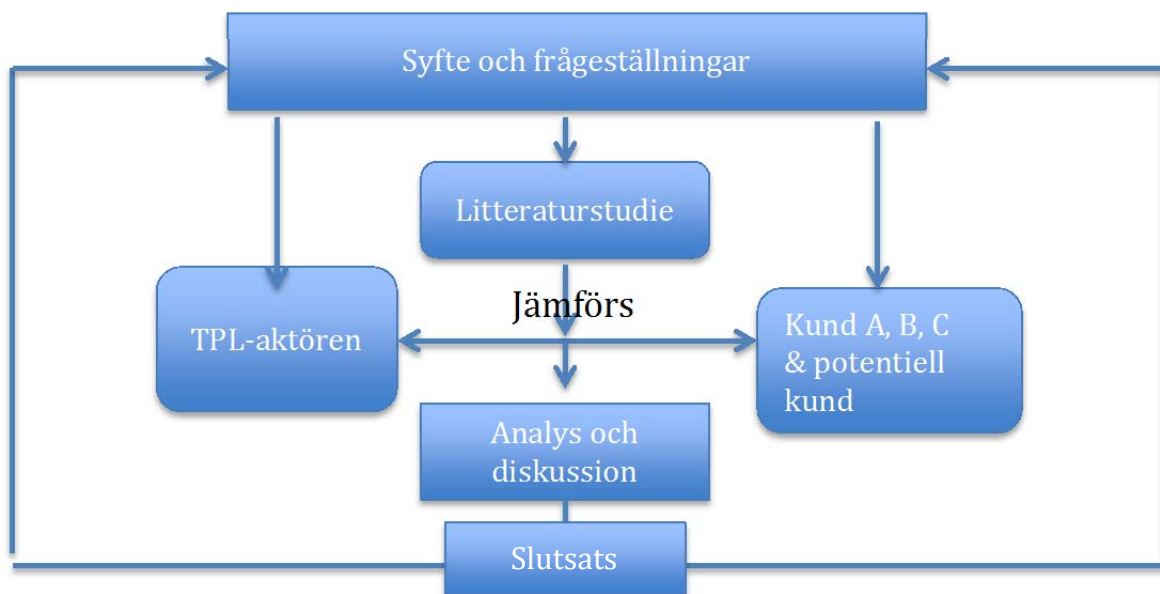 Syfte och frågeställningar
Litteraturstudie
Jämförs
TPL-aktören
Kund A, B, C
& potentiell
kund
Analys och
diskussion
Slutsats